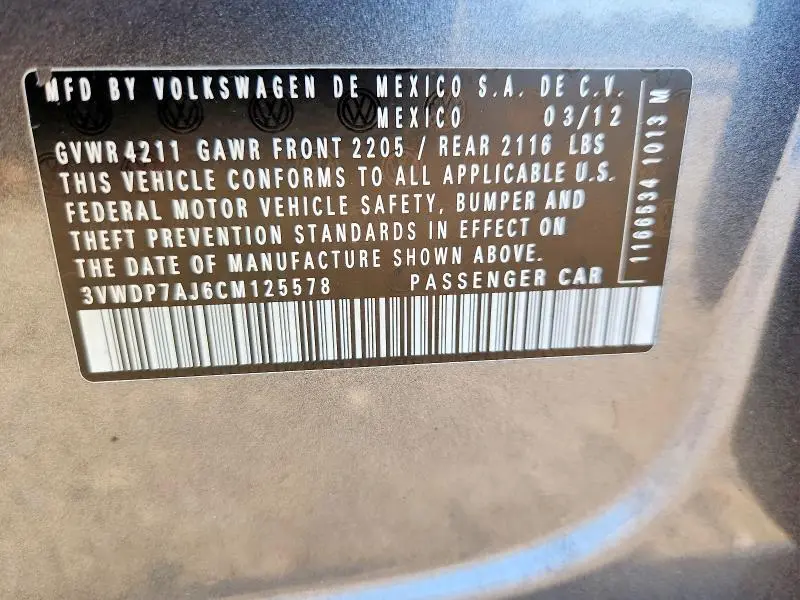 MFD BY VOLKSWAGEN DE MEXICO S.A. DE C.V.
MEXICO 03/12
GVWR 4211 GAWR FRONT 2205 / REAR 2116 LBS
THIS VEHICLE CONFORMS TO ALL APPLICABLE U.S.
FEDERAL MOTOR VEHICLE SAFETY, BUMPER AND
THEFT PREVENTION STANDARDS IN EFFECT ON
THE DATE OF MANUFACTURE SHOWN ABOVE.
3VWDP7AJ6CM125578 PASSENGER CAR
1166634 1013 M